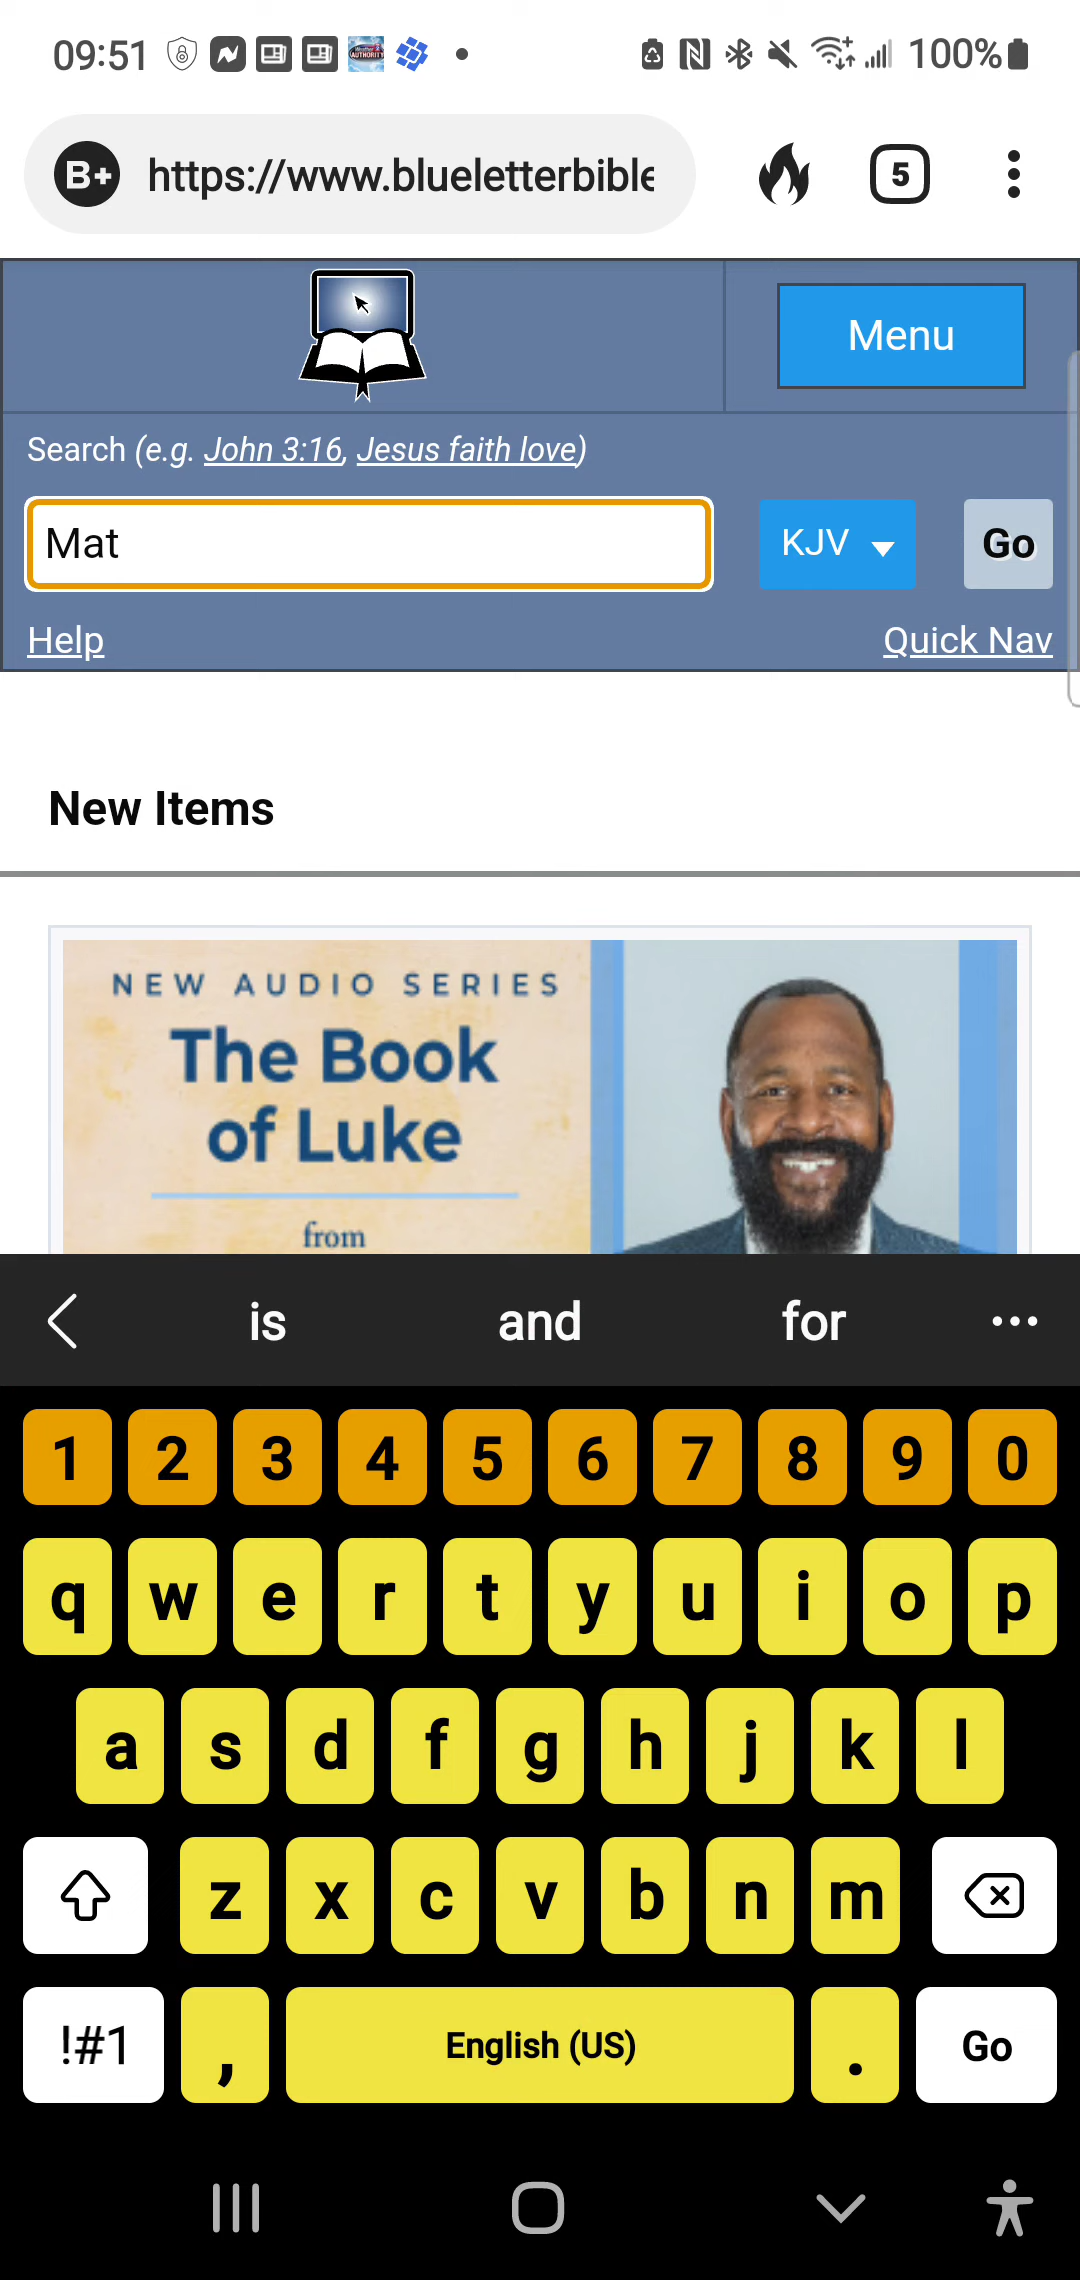 09:51 100%
B+ https://www.blueletterbible 5
Menu
Search (e.g. John 3:16, Jesus faith love)
Mat KJV Go
Help Quick Nav
New Items
NEW AUDIO SERIES
The Book
of Luke
from
is and for
1 2 3 4 5 6 7 8 9 0
q w e r t y u i o p
a s d f g h j k l
z x c v b n m
!#1 , English (US) . Go